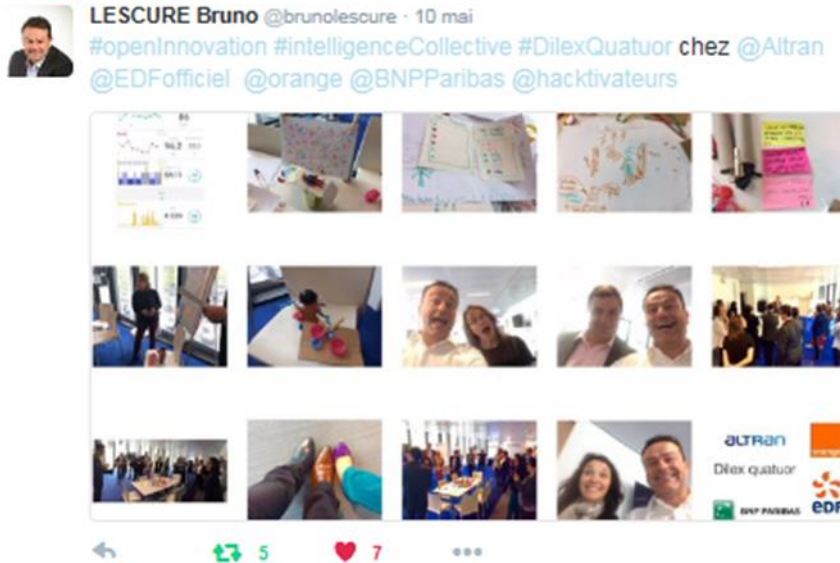 LESCURE Bruno @brunolescure · 10 mai
#openInnovation #intelligenceCollective #DilexQuatuor chez @Altran
@EDFofficiel @orange @BNPParibas @hacktivateurs
altran
orange
Dilex quatuor
BNP PARIBAS
eDF
5
7